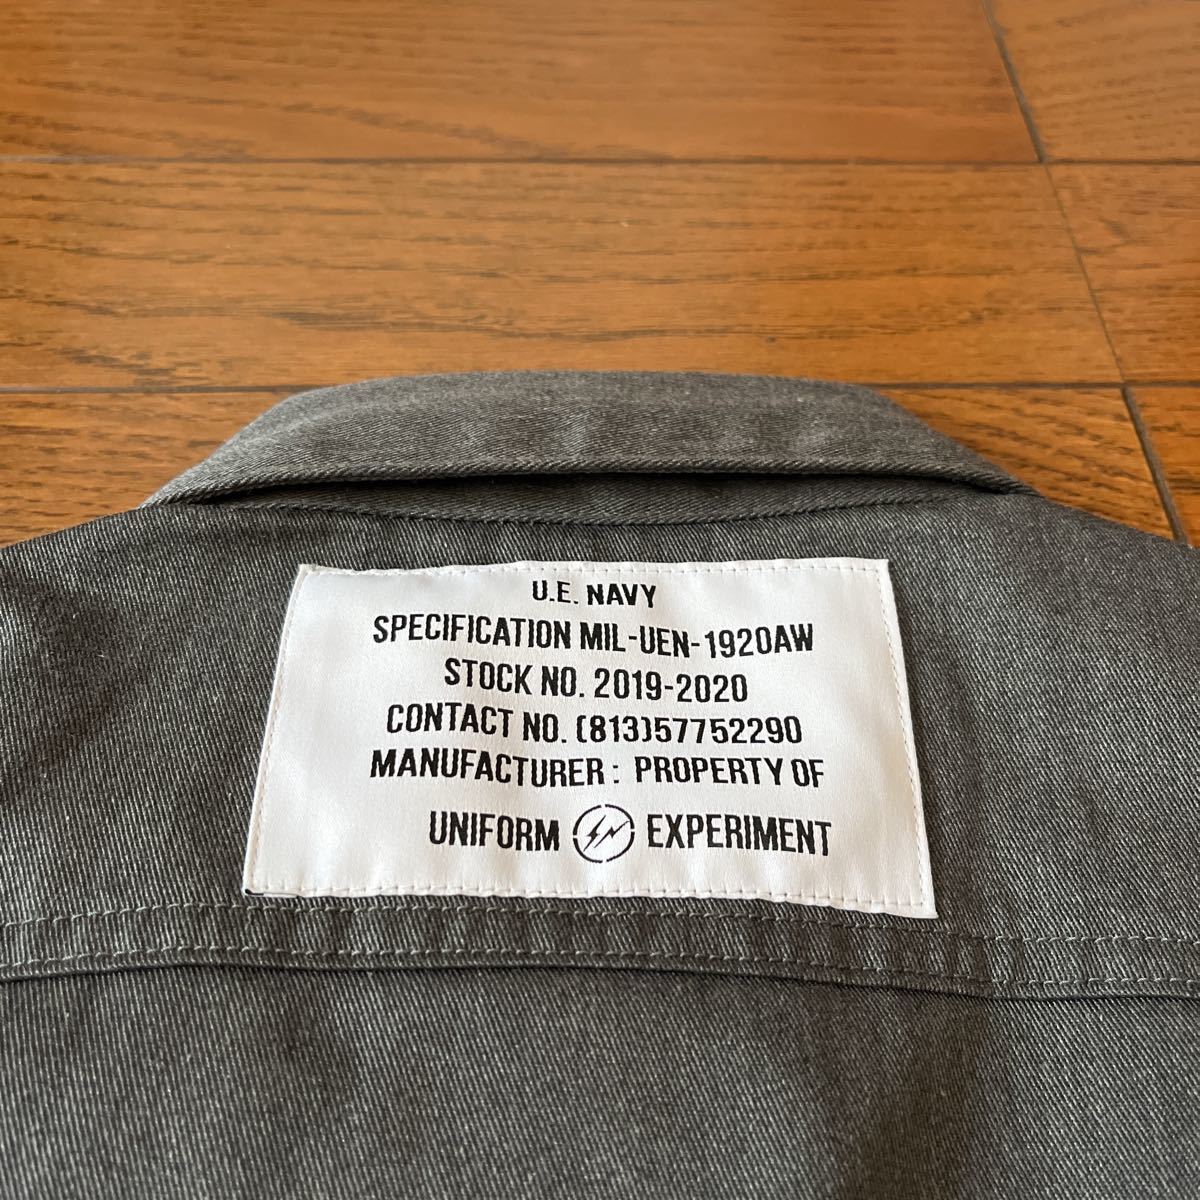 U.E. NAVY
SPECIFICATION MIL-UEN-1920AW
STOCK NO. 2019-2020
CONTACT NO. (813)57752290
MANUFACTURER : PROPERTY OF
UNIFORM EXPERIMENT